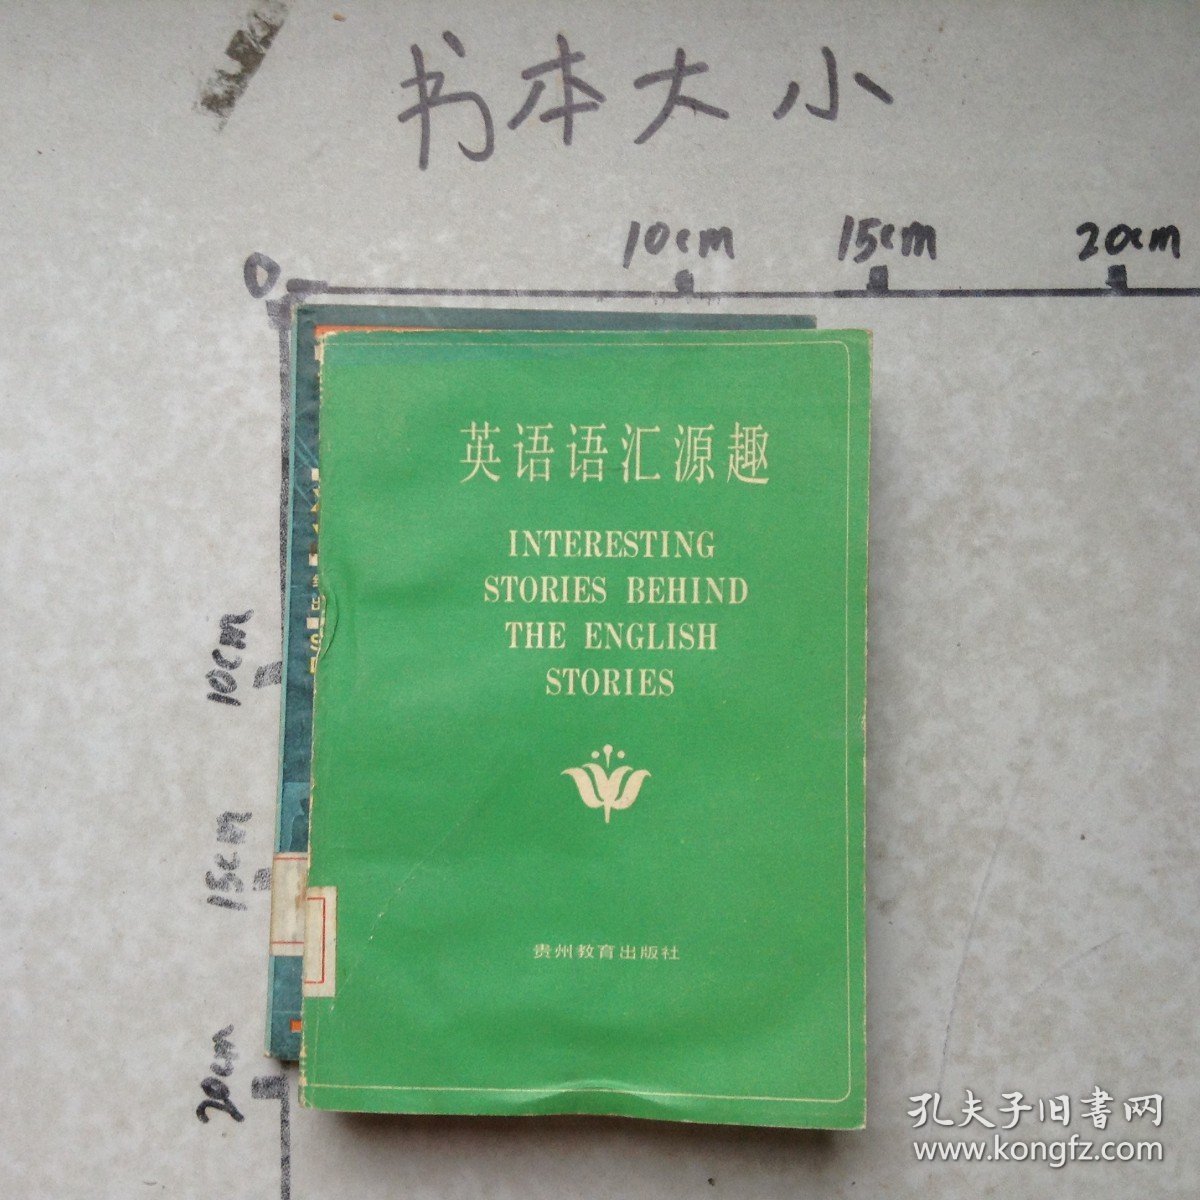 书本大小
0
10cm
15cm
20cm
英语语汇源趣
INTERESTING
STORIES BEHIND
THE ENGLISH
STORIES
贵州教育出版社
10cm
15cm
20cm
孔夫子旧書网
www.kongfz.com